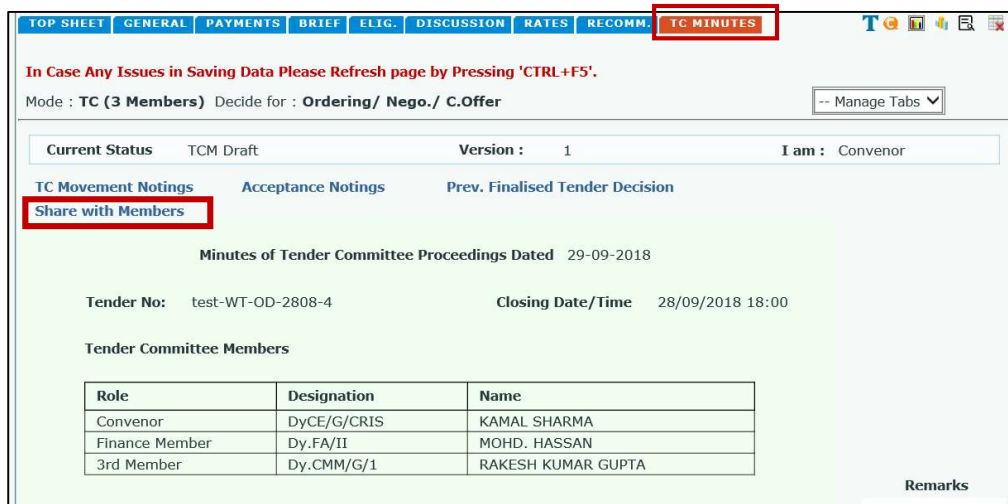 TOP SHEET GENERAL PAYMENTS BRIEF ELIG. DISCUSSION RATES RECOMM. TC MINUTES
In Case Any Issues in Saving Data Please Refresh page by Pressing 'CTRL+F5'.
Mode : TC (3 Members) Decide for : Ordering/ Nego./ C.Offer -- Manage Tabs
Current Status TCM Draft Version : 1 I am : Convenor
TC Movement Notings Acceptance Notings Prev. Finalised Tender Decision
Share with Members
Minutes of Tender Committee Proceedings Dated 29-09-2018
Tender No: test-WT-OD-2808-4 Closing Date/Time 28/09/2018 18:00
Tender Committee Members
Role Designation Name
Convenor DyCE/G/CRIS KAMAL SHARMA
Finance Member Dy.FA/II MOHD. HASSAN
3rd Member Dy.CMM/G/1 RAKESH KUMAR GUPTA
Remarks